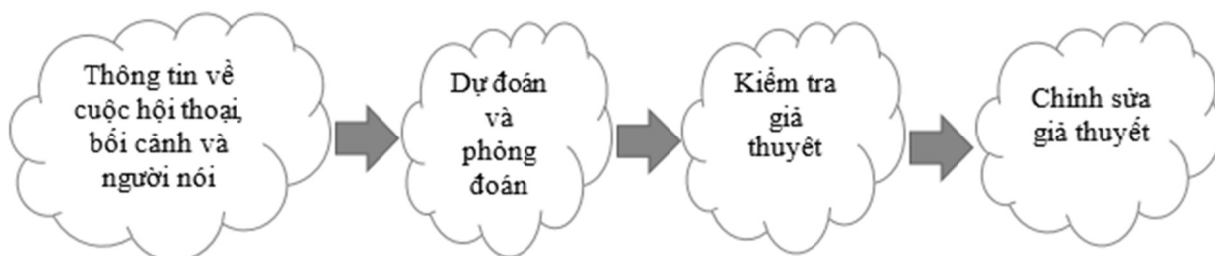 Thông tin về
cuộc hội thoại,
bối cảnh và
người nói
Dự đoán
và
phỏng
đoán
Kiểm tra
giả
thuyết
Chỉnh sửa
giả thuyết